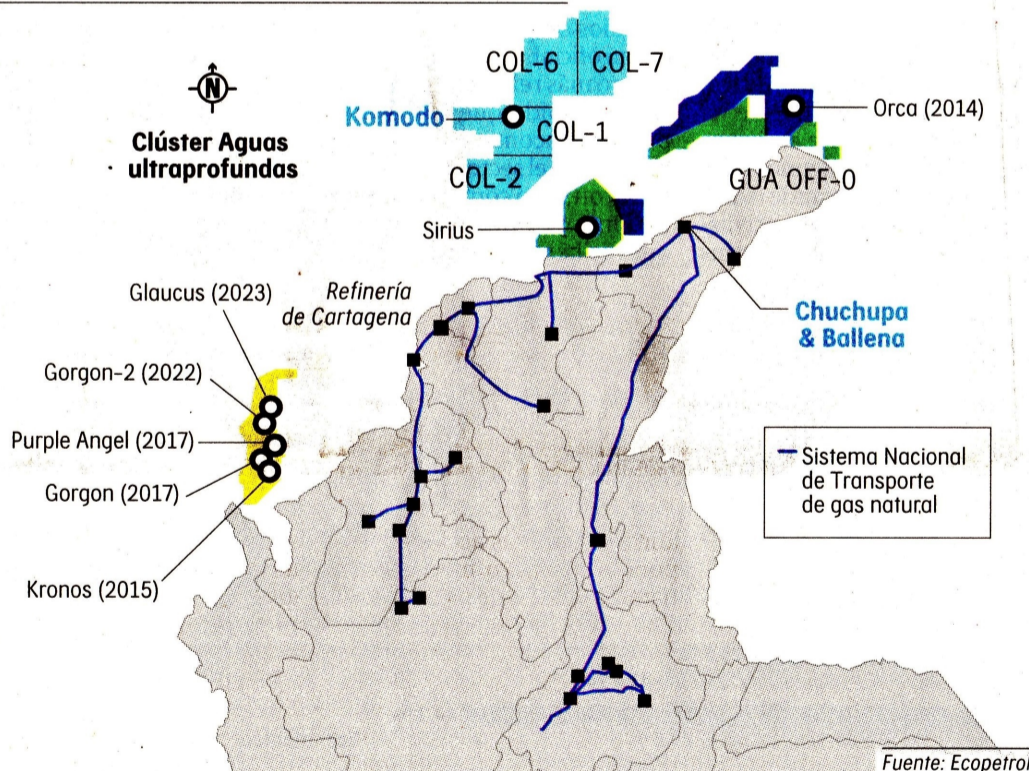 N
Clúster Aguas
ultraprofundas
COL-6
COL-7
Komodo
COL-1
COL-2
Orca (2014)
GUA OFF-0
Sirius
Glaucus (2023)
Refinería
de Cartagena
Chuchupa
& Ballena
Gorgon-2 (2022)
Purple Angel (2017)
Gorgon (2017)
Kronos (2015)
Sistema Nacional
de Transporte
de gas natural
Fuente: Ecopetrol